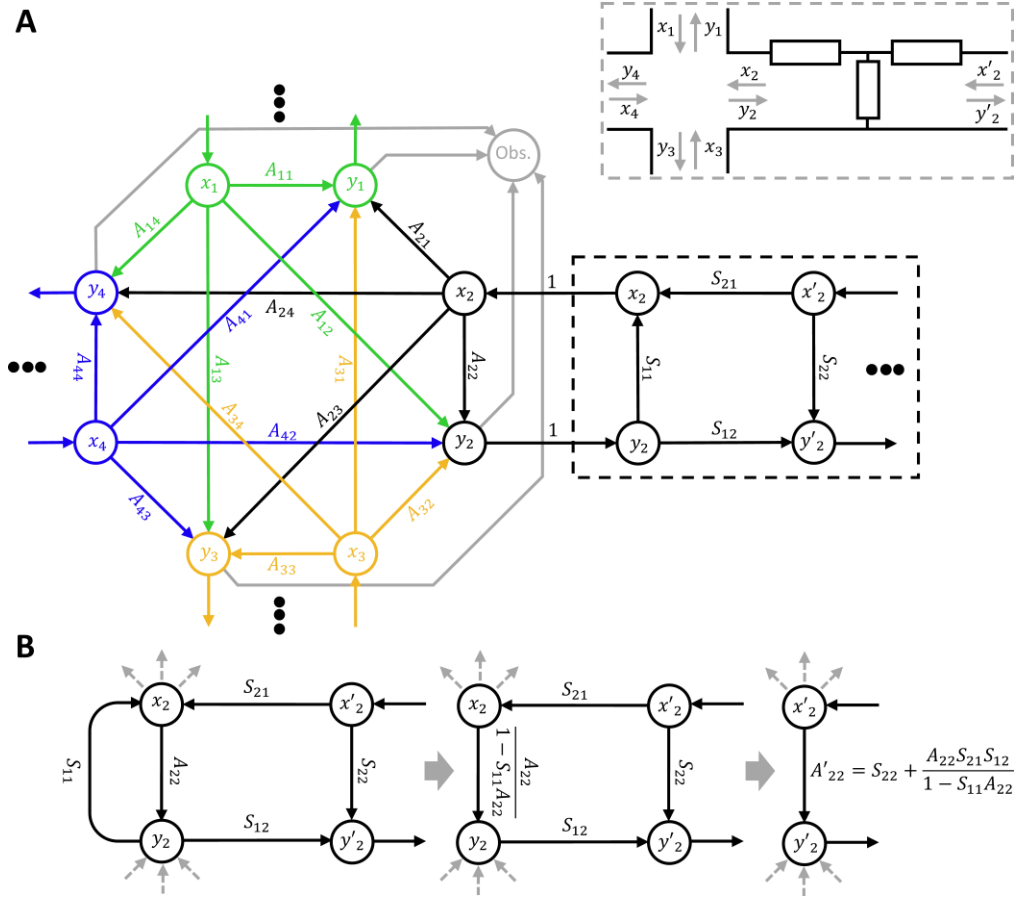 A
x₁ y₁
y₄ x₂ x'₂
x₄ y₂ y'₂
y₃ x₃
Obs.
x₁ A₁₁ y₁
A₁₄ A₂₁
y₄ x₂ 1 x₂ S₂₁ x'₂
A₂₄
A₄₁ A₁₂
A₄₄ A₁₃ A₃₁ A₂₂ S₁₁ S₂₂
A₃₄ A₂₃
x₄ A₄₂ y₂ 1 y₂ S₁₂ y'₂
A₄₃ A₃₂
y₃ A₃₃ x₃
B
x₂ S₂₁ x'₂ x₂ S₂₁ x'₂ x'₂
S₁₁ A₂₂ S₂₂ A₂₂/(1 − S₁₁A₂₂) S₂₂ A'₂₂ = S₂₂ + A₂₂S₂₁S₁₂/(1 − S₁₁A₂₂)
y₂ S₁₂ y'₂ y₂ S₁₂ y'₂ y'₂